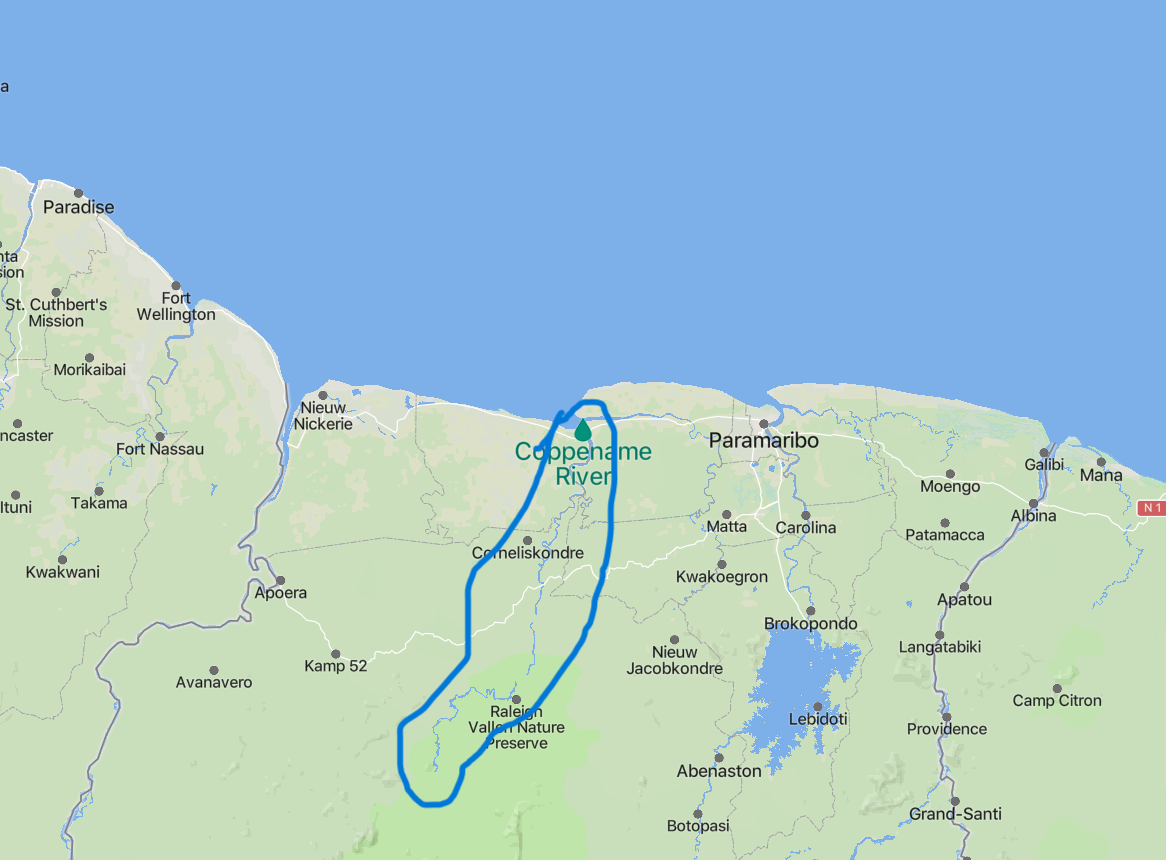 a
Paradise
nta
sion
St. Cuthbert's
Mission
Fort
Wellington
Morikaibai
Nieuw
Nickerie
ncaster
Fort Nassau
Coppename
River
Paramaribo
Galibi
Mana
Moengo
ltuni
Takama
Matta
Carolina
Albina
N 1
Patamacca
Corneliskondre
Kwakwani
Kwakoegron
Apoera
Apatou
Brokopondo
Langatabiki
Kamp 52
Nieuw
Jacobkondre
Avanavero
Camp Citron
Raleigh
Vallen Nature
Preserve
Lebidoti
Providence
Abenaston
Grand-Santi
Botopasi